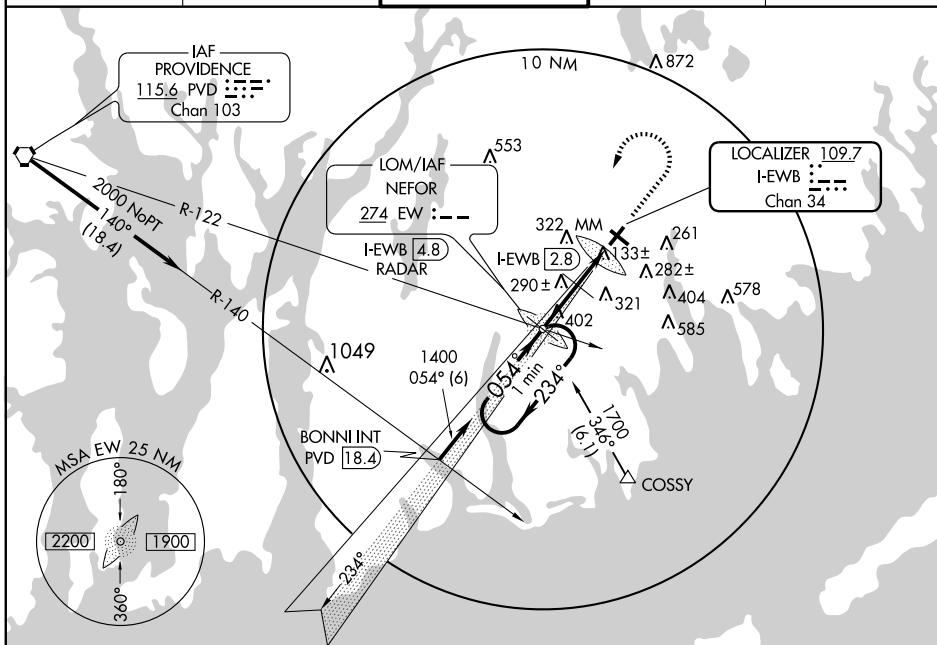 IAF
PROVIDENCE
115.6 PVD
Chan 103
10 NM
872
553
LOM/IAF
NEFOR
274 EW
I-EWB 4.8
RADAR
LOCALIZER 109.7
I-EWB
Chan 34
2000 NoPT
140°
(18.4)
R-122
R-140
322
MM
I-EWB 2.8
133±
261
290±
282±
321
404
578
402
585
1049
1400
054° (6)
054°
1 min
234°
1700
346°
(6.1)
BONNI INT
PVD 18.4
COSSY
MSA EW 25 NM
180°
2200
1900
360°
234°